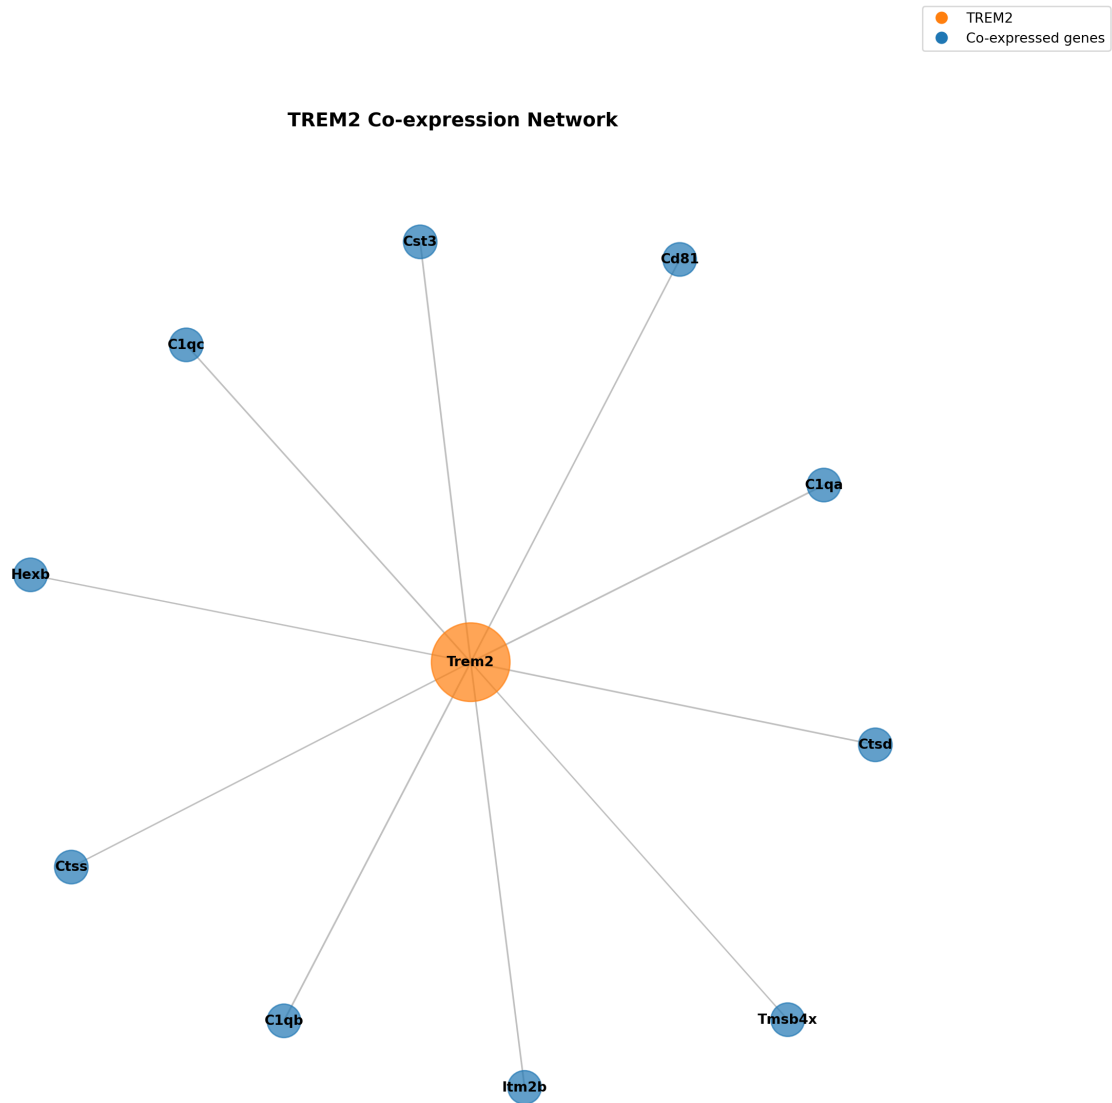 TREM2
Co-expressed genes
TREM2 Co-expression Network
Cst3
Cd81
C1qc
C1qa
Hexb
Trem2
Ctsd
Ctss
C1qb
Tmsb4x
Itm2b